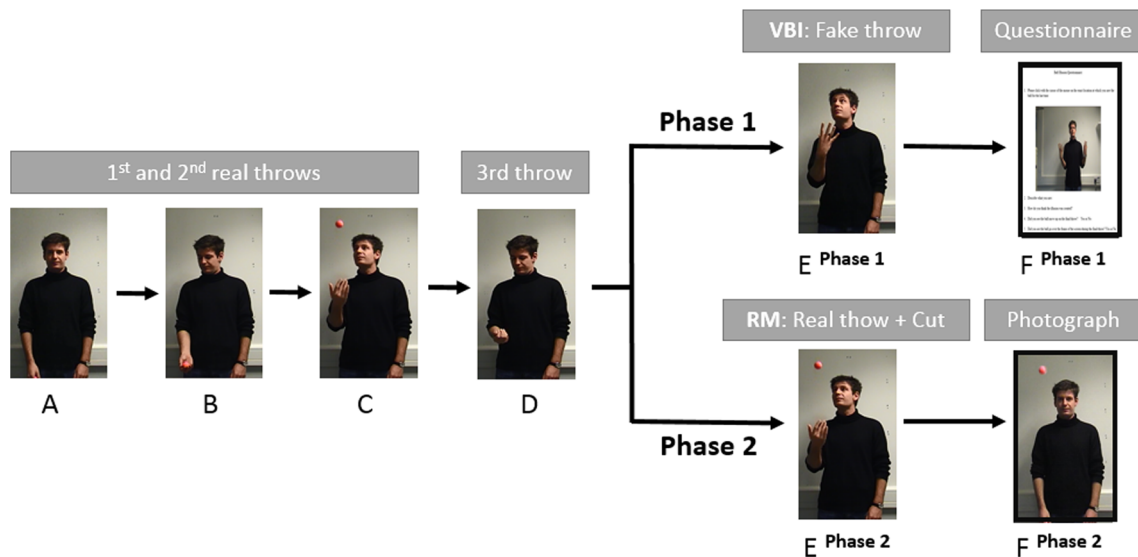 VBI: Fake throw
Questionnaire
Phase 1
1st and 2nd real throws
3rd throw
E Phase 1
F Phase 1
RM: Real thow + Cut
Photograph
A
B
C
D
Phase 2
E Phase 2
F Phase 2